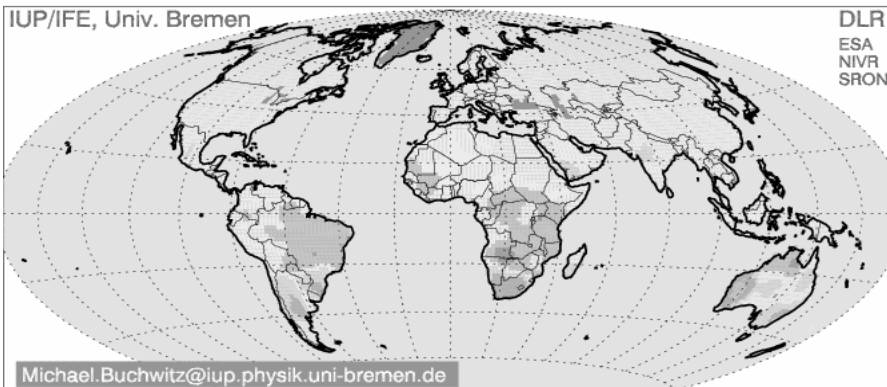 IUP/IFE, Univ. Bremen
DLR
ESA
NIVR
SRON
Michael.Buchwitz@iup.physik.uni-bremen.de